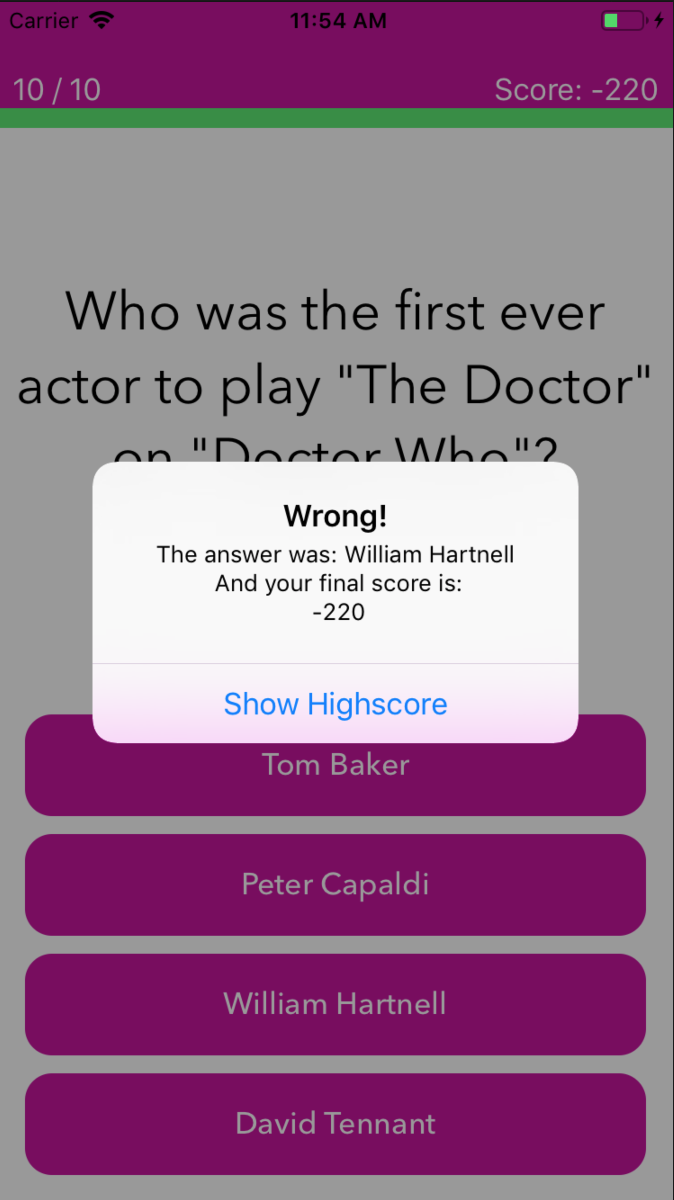 Carrier 11:54 AM
10 / 10 Score: -220
Who was the first ever
actor to play "The Doctor"
on "Doctor Who"?
Wrong!
The answer was: William Hartnell
And your final score is:
-220
Show Highscore
Tom Baker
Peter Capaldi
William Hartnell
David Tennant